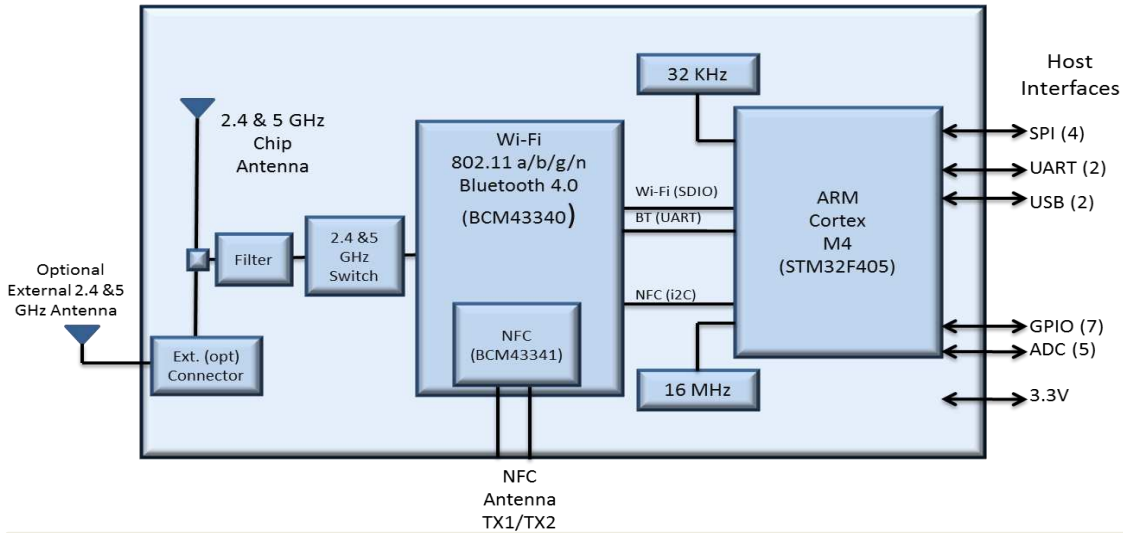 32 KHz
Host
Interfaces
2.4 & 5 GHz
Chip
Antenna
Wi-Fi
802.11 a/b/g/n
Bluetooth 4.0
(BCM43340)
Wi-Fi (SDIO)
BT (UART)
NFC (i2C)
ARM
Cortex
M4
(STM32F405)
SPI (4)
UART (2)
USB (2)
GPIO (7)
ADC (5)
3.3V
Filter
2.4 &5
GHz
Switch
Optional
External 2.4 &5
GHz Antenna
Ext. (opt)
Connector
NFC
(BCM43341)
16 MHz
NFC
Antenna
TX1/TX2